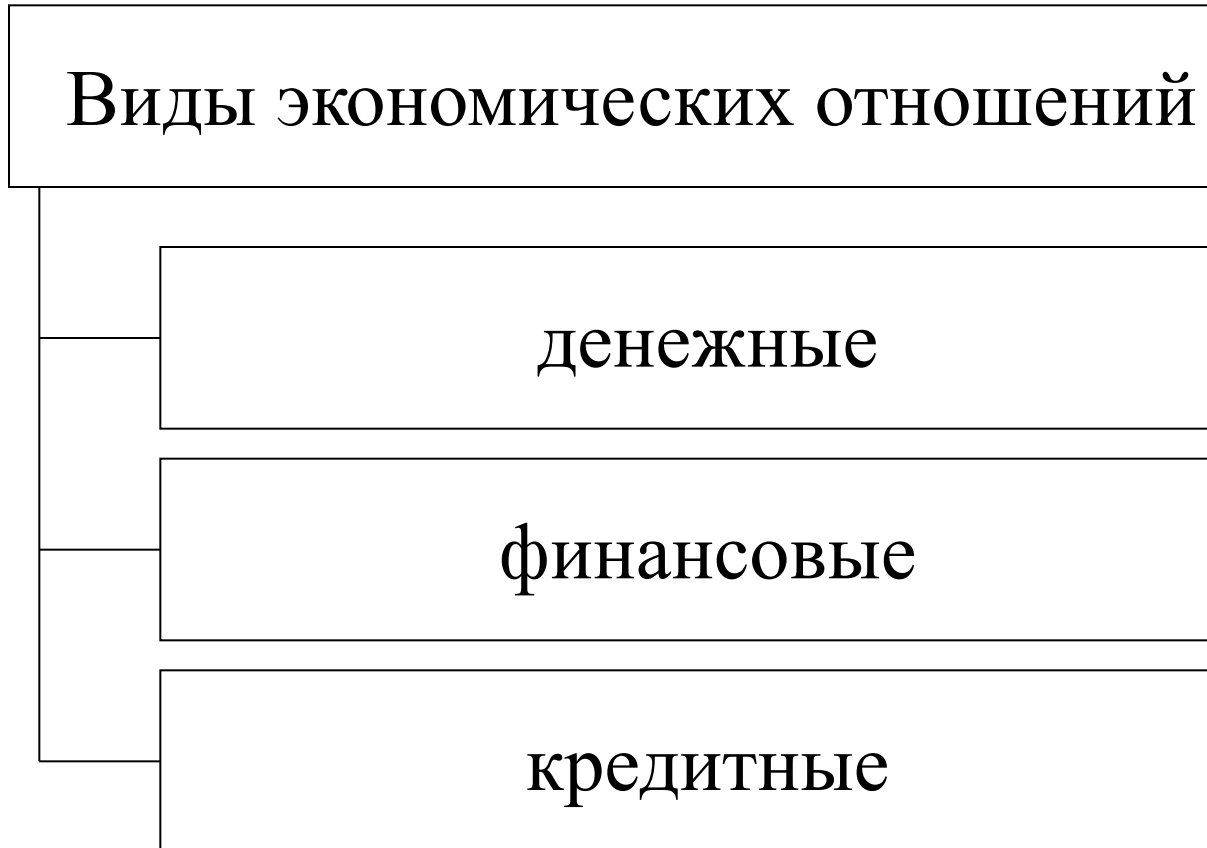 Виды экономических отношений
денежные
финансовые
кредитные